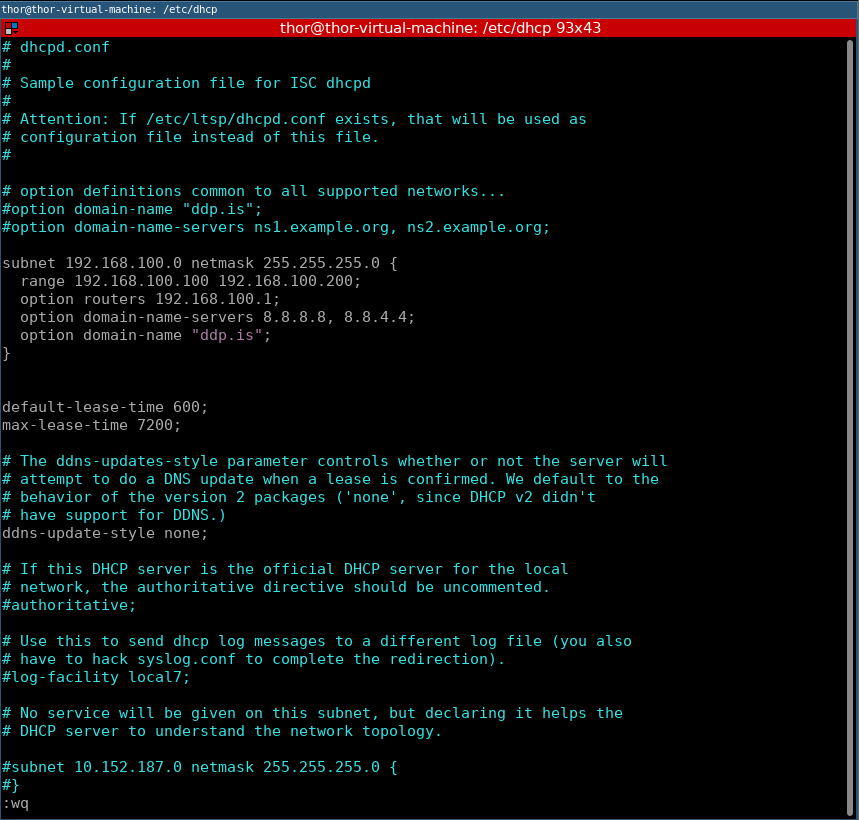 thor@thor-virtual-machine: /etc/dhcp
thor@thor-virtual-machine: /etc/dhcp 93x43
# dhcpd.conf
#
# Sample configuration file for ISC dhcpd
#
# Attention: If /etc/ltsp/dhcpd.conf exists, that will be used as
# configuration file instead of this file.
#

# option definitions common to all supported networks...
#option domain-name "ddp.is";
#option domain-name-servers ns1.example.org, ns2.example.org;

subnet 192.168.100.0 netmask 255.255.255.0 {
  range 192.168.100.100 192.168.100.200;
  option routers 192.168.100.1;
  option domain-name-servers 8.8.8.8, 8.8.4.4;
  option domain-name "ddp.is";
}


default-lease-time 600;
max-lease-time 7200;

# The ddns-updates-style parameter controls whether or not the server will
# attempt to do a DNS update when a lease is confirmed. We default to the
# behavior of the version 2 packages ('none', since DHCP v2 didn't
# have support for DDNS.)
ddns-update-style none;

# If this DHCP server is the official DHCP server for the local
# network, the authoritative directive should be uncommented.
#authoritative;

# Use this to send dhcp log messages to a different log file (you also
# have to hack syslog.conf to complete the redirection).
#log-facility local7;

# No service will be given on this subnet, but declaring it helps the
# DHCP server to understand the network topology.

#subnet 10.152.187.0 netmask 255.255.255.0 {
#}
:wq